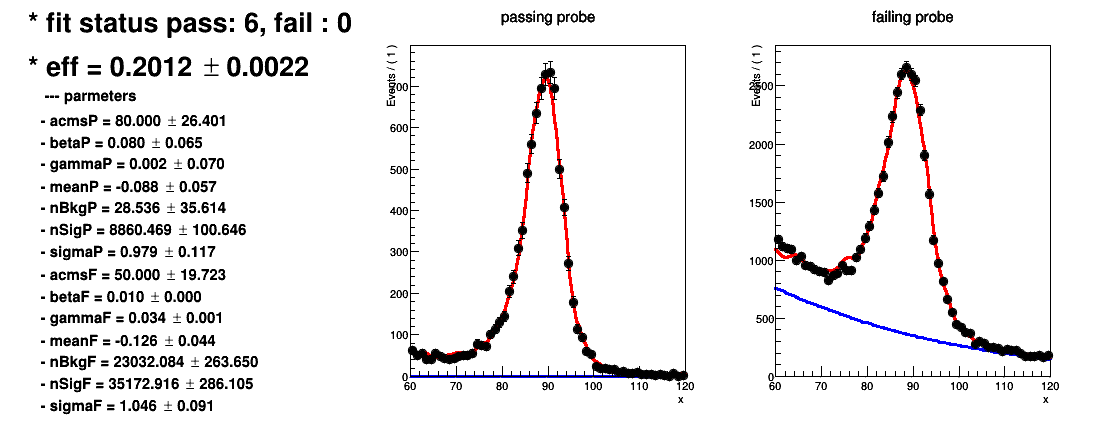 * fit status pass: 6, fail : 0
* eff = 0.2012 ± 0.0022
--- parmeters
- acmsP = 80.000 ± 26.401
- betaP = 0.080 ± 0.065
- gammaP = 0.002 ± 0.070
- meanP = -0.088 ± 0.057
- nBkgP = 28.536 ± 35.614
- nSigP = 8860.469 ± 100.646
- sigmaP = 0.979 ± 0.117
- acmsF = 50.000 ± 19.723
- betaF = 0.010 ± 0.000
- gammaF = 0.034 ± 0.001
- meanF = -0.126 ± 0.044
- nBkgF = 23032.084 ± 263.650
- nSigF = 35172.916 ± 286.105
- sigmaF = 1.046 ± 0.091
passing probe
Events / ( 1 )
700
600
500
400
300
200
100
0
60 70 80 90 100 110 120
x
failing probe
Events / ( 1 )
2500
2000
1500
1000
500
0
60 70 80 90 100 110 120
x